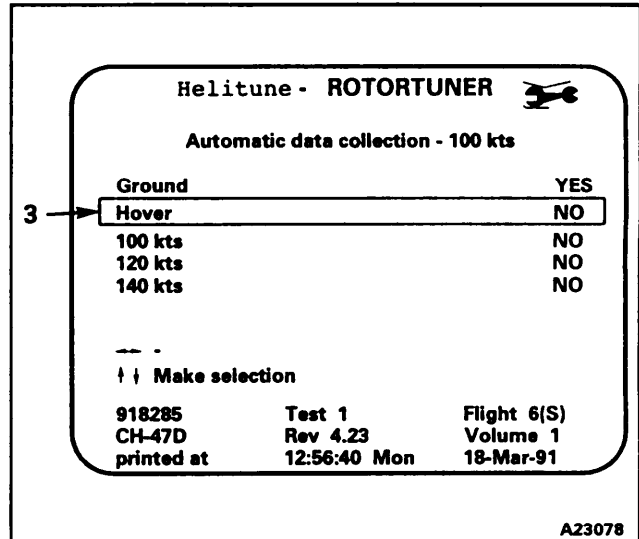 Helitune - ROTORTUNER
Automatic data collection - 100 kts
Ground YES
3 Hover NO
100 kts NO
120 kts NO
140 kts NO
-
Make selection
918285 Test 1 Flight 6(S)
CH-47D Rev 4.23 Volume 1
printed at 12:56:40 Mon 18-Mar-91
A23078